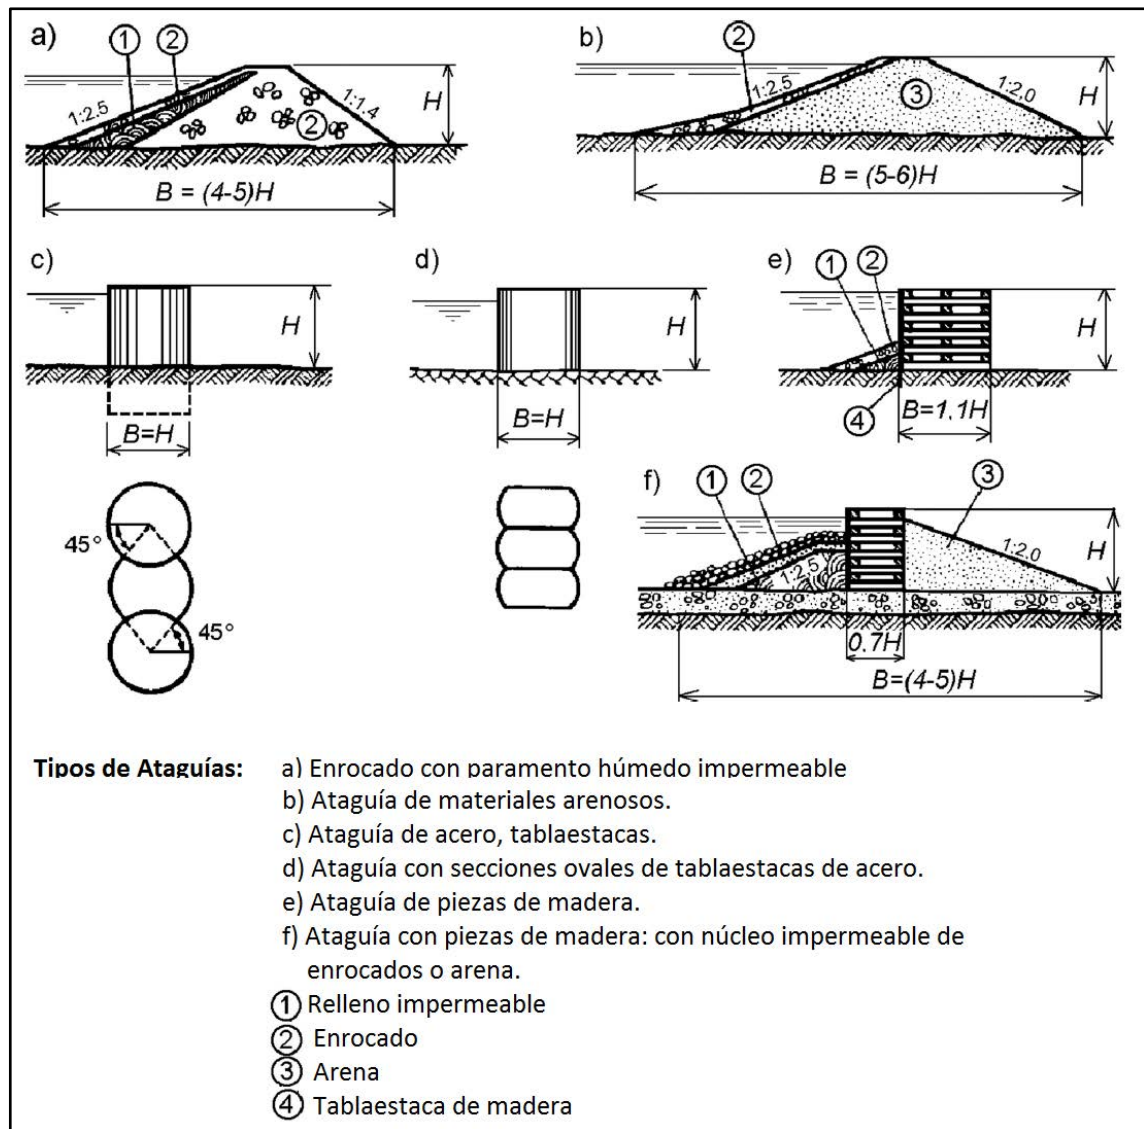 a) ① ②
1:2.5
②
1:1.4
H
B = (4-5)H
b) ②
1:2.5
③
1:2.0
H
B = (5-6)H
c)
H
B=H
45°
45°
d)
H
B=H
e) ① ②
H
④
B=1.1H
f) ① ② ③
1:2.5
1:2.0
H
0.7H
B=(4-5)H
Tipos de Ataguías: a) Enrocado con paramento húmedo impermeable
b) Ataguía de materiales arenosos.
c) Ataguía de acero, tablaestacas.
d) Ataguía con secciones ovales de tablaestacas de acero.
e) Ataguía de piezas de madera.
f) Ataguía con piezas de madera: con núcleo impermeable de
enrocados o arena.
① Relleno impermeable
② Enrocado
③ Arena
④ Tablaestaca de madera